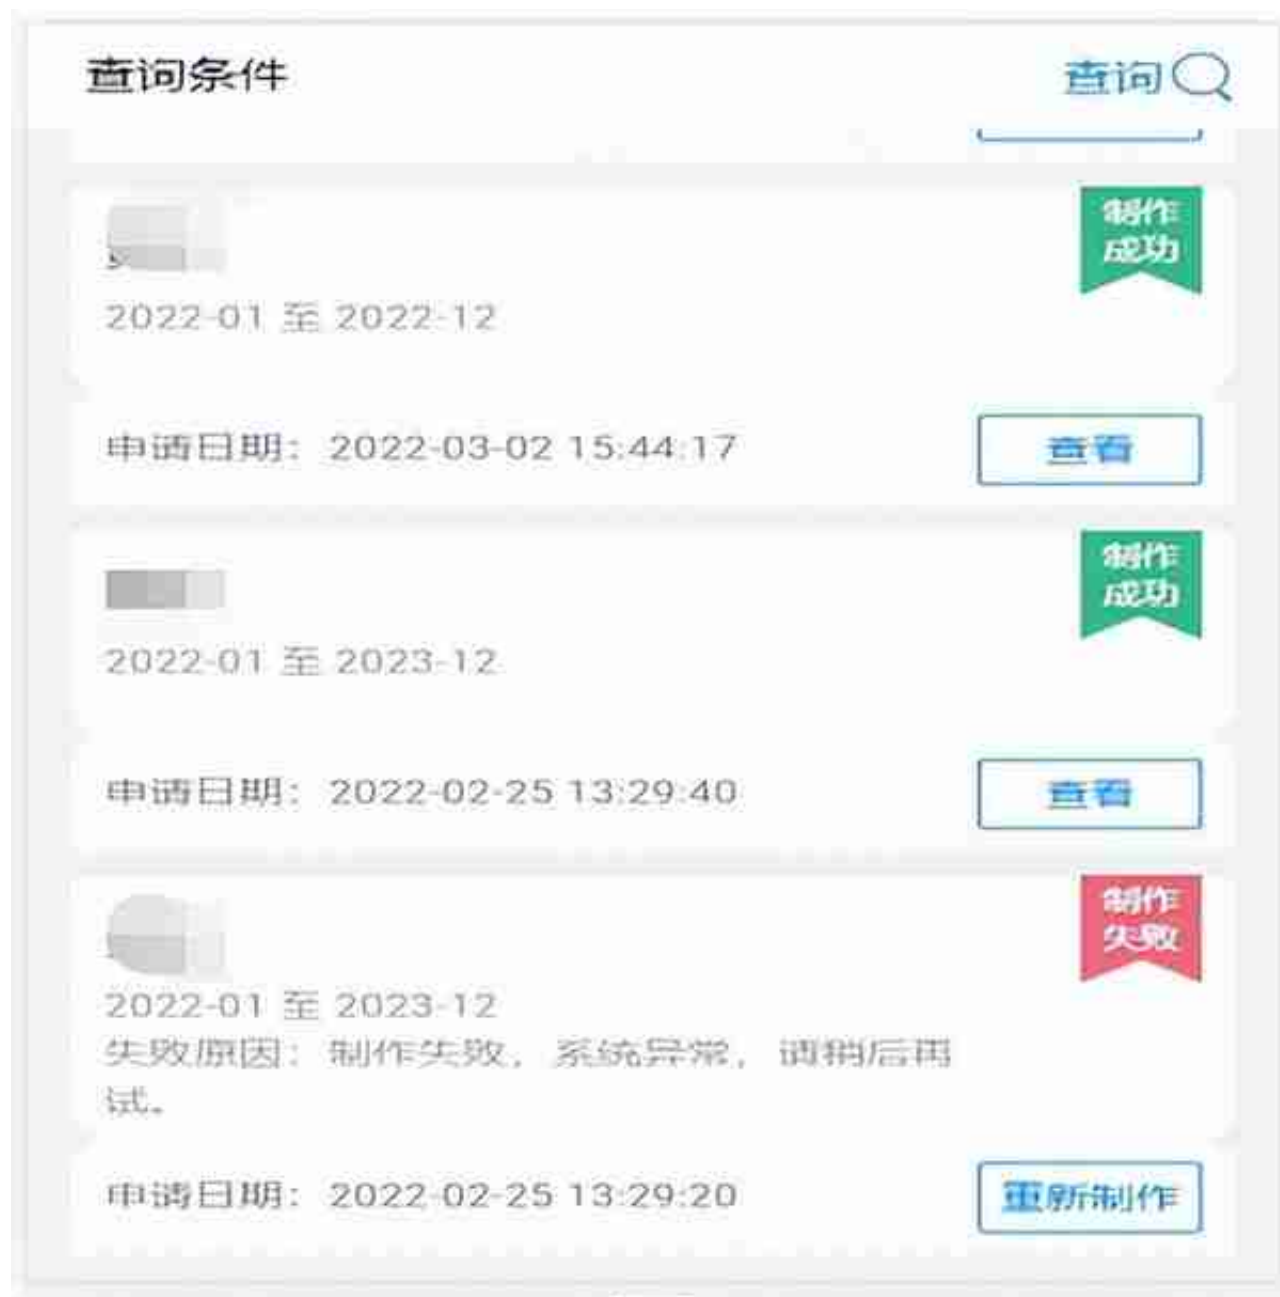 查询条件
查询
制作
成功
2022-01 至 2022-12
申请日期：2022-03-02 15:44:17
查看
制作
成功
2022-01 至 2023-12
申请日期：2022-02-25 13:29:40
查看
制作
失败
2022-01 至 2023-12
失败原因：制作失败，系统异常，请稍后再
试。
申请日期：2022-02-25 13:29:20
重新制作